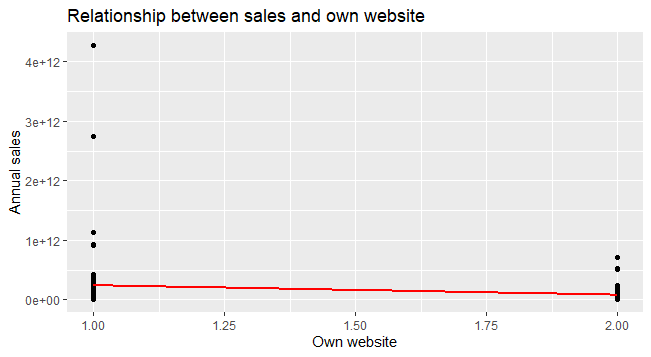 Relationship between sales and own website
Annual sales
4e+12
3e+12
2e+12
1e+12
0e+00
1.00 1.25 1.50 1.75 2.00
Own website